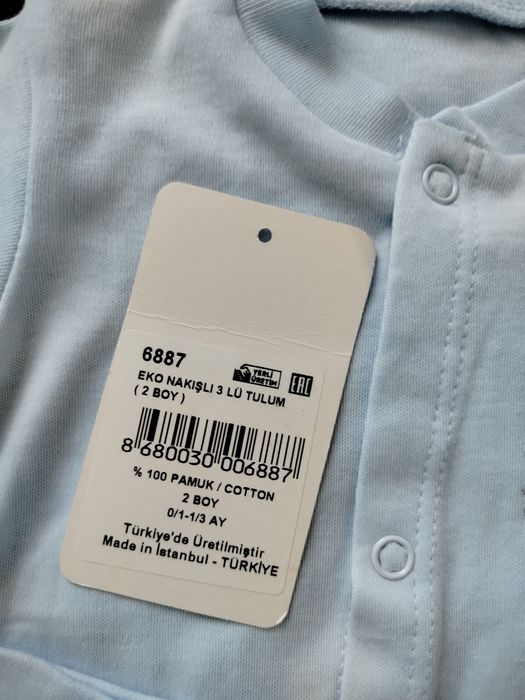 6887
YERLİ
ÜRETİM
EAC
EKO NAKIŞLI 3 LÜ TULUM
( 2 BOY )
8 680030 006887
% 100 PAMUK / COTTON
2 BOY
0/1-1/3 AY
Türkiye'de Üretilmiştir
Made in İstanbul - TÜRKİYE